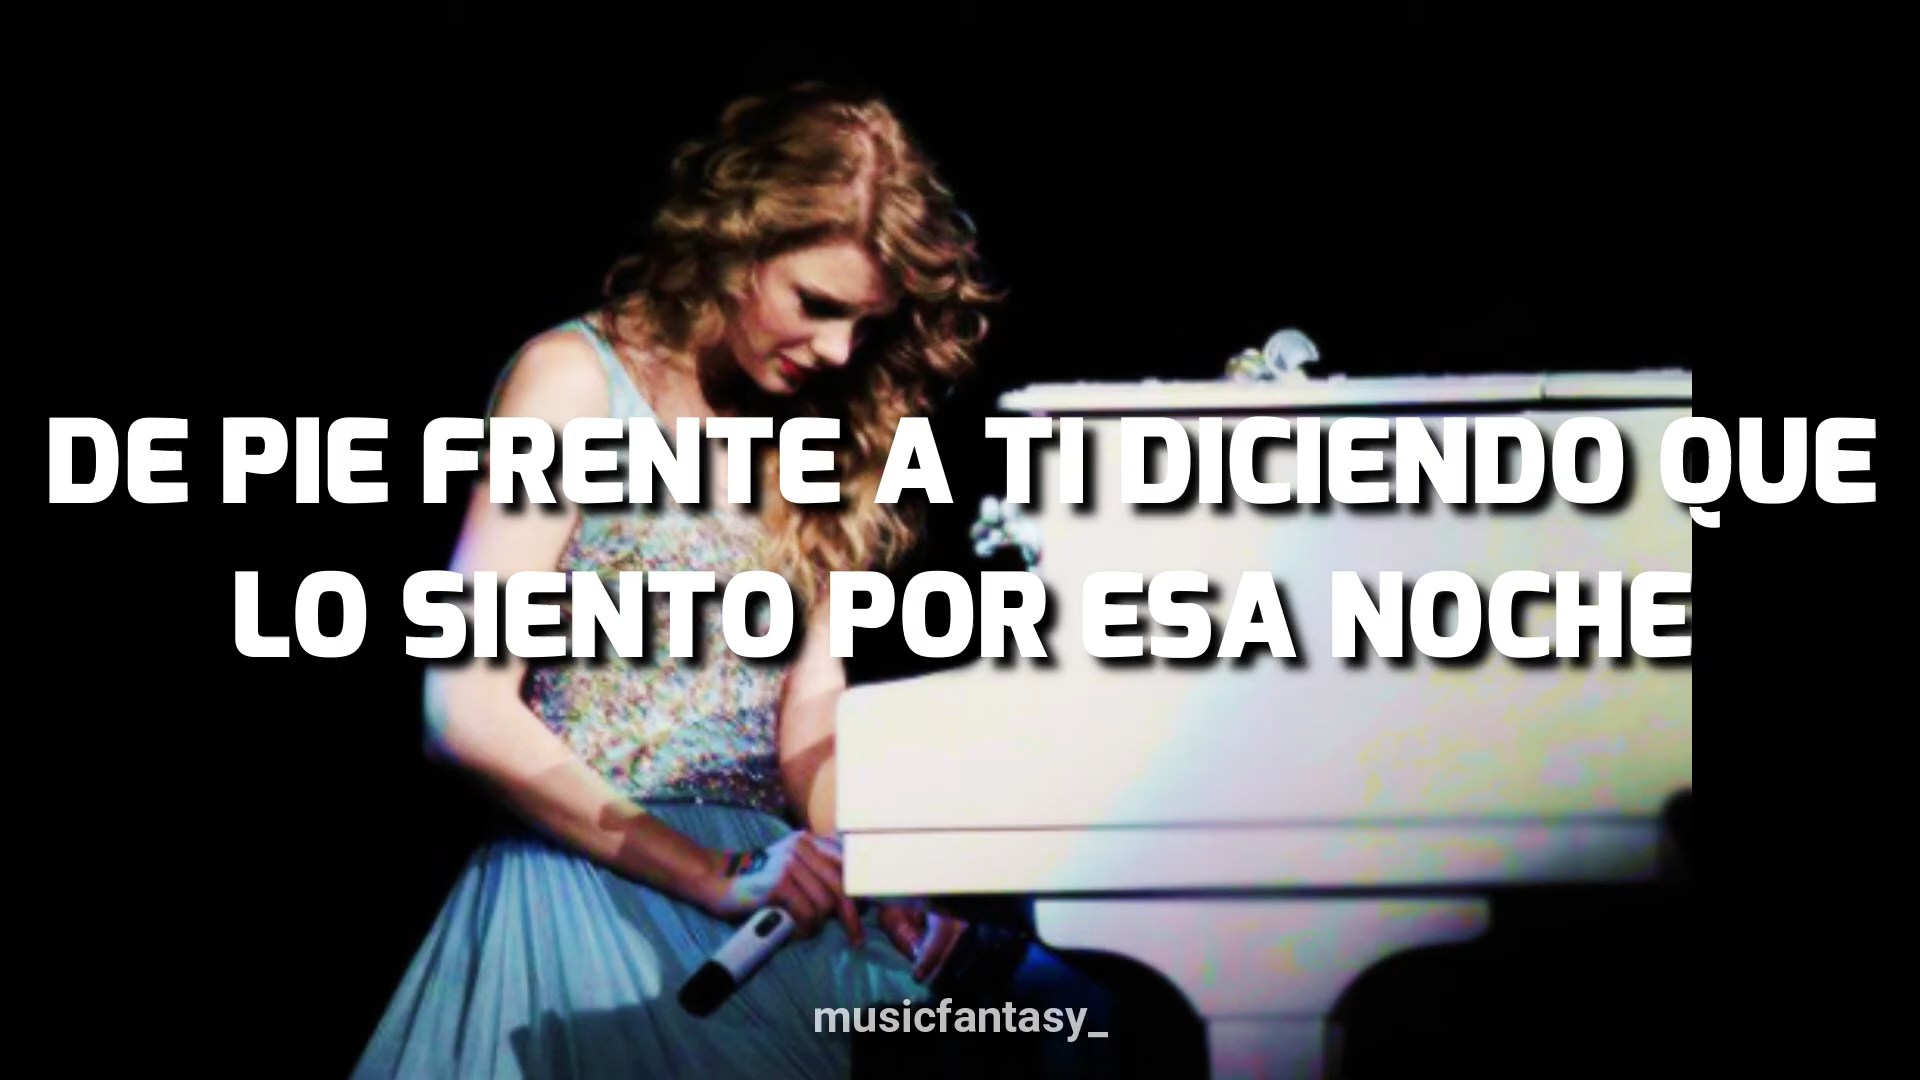 DE PIE FRENTE A TI DICIENDO QUE
LO SIENTO POR ESA NOCHE
musicfantasy_